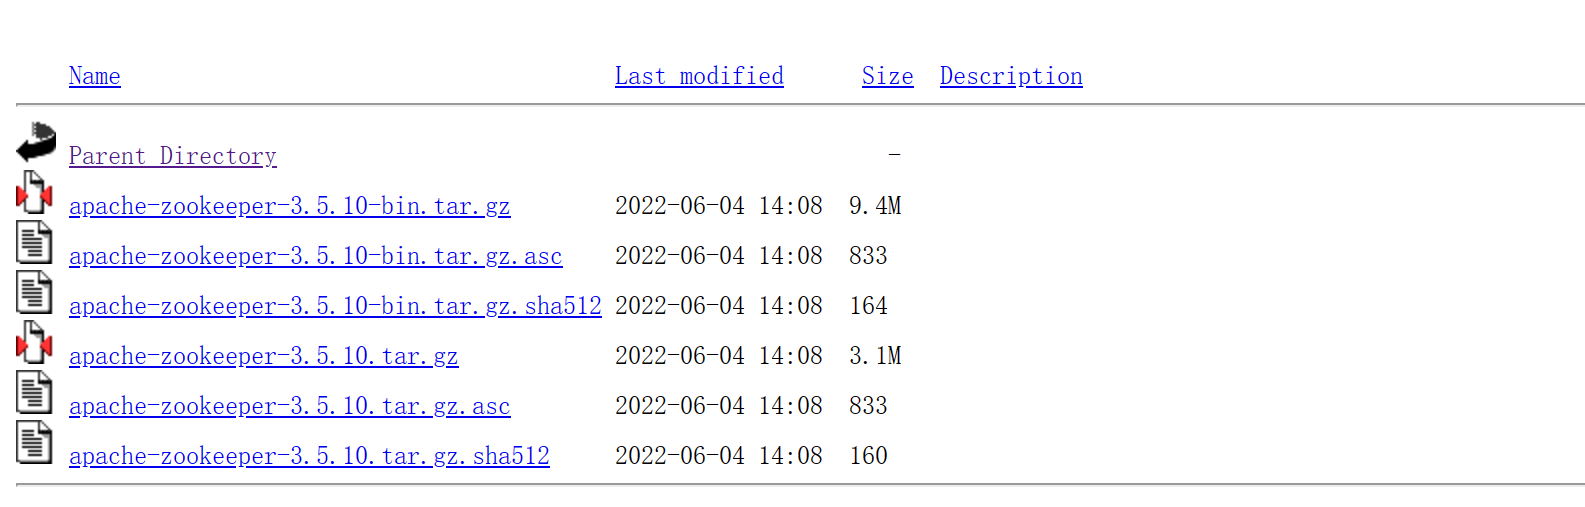 Name Last modified Size Description
Parent Directory -
apache-zookeeper-3.5.10-bin.tar.gz 2022-06-04 14:08 9.4M
apache-zookeeper-3.5.10-bin.tar.gz.asc 2022-06-04 14:08 833
apache-zookeeper-3.5.10-bin.tar.gz.sha512 2022-06-04 14:08 164
apache-zookeeper-3.5.10.tar.gz 2022-06-04 14:08 3.1M
apache-zookeeper-3.5.10.tar.gz.asc 2022-06-04 14:08 833
apache-zookeeper-3.5.10.tar.gz.sha512 2022-06-04 14:08 160